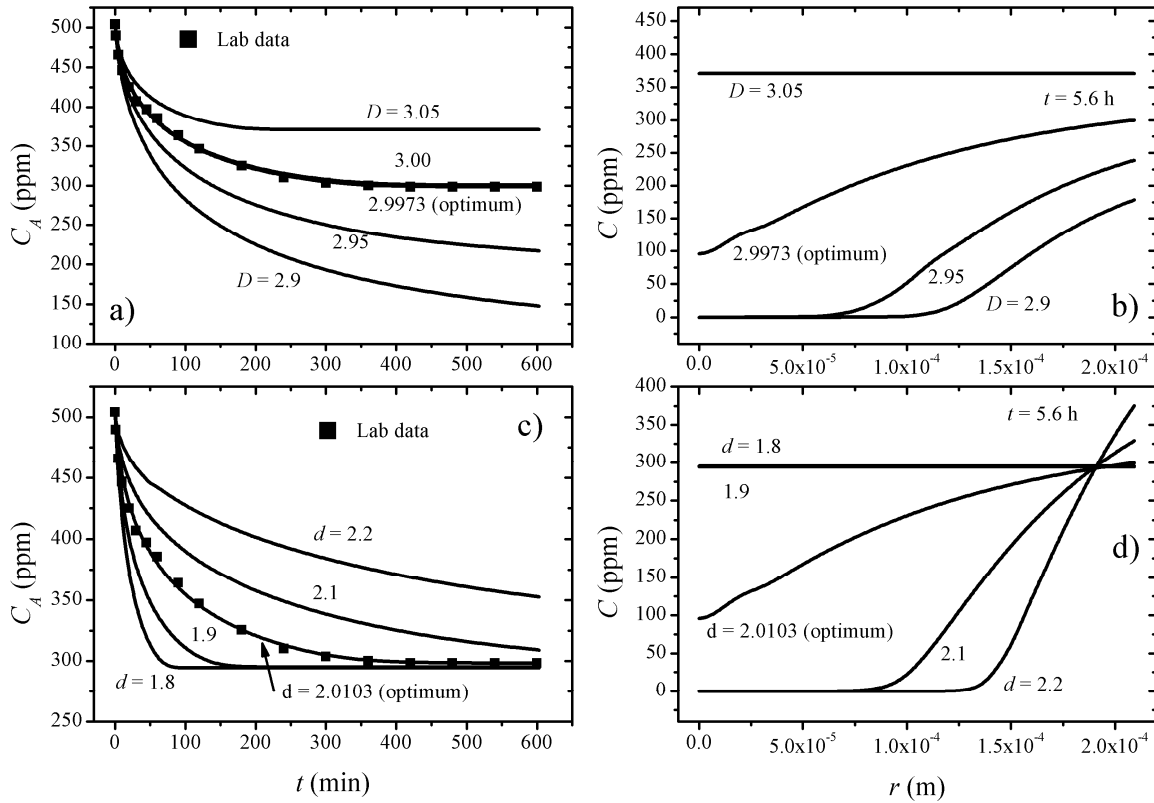 500
450
400
350
300
250
200
150
100
C_A (ppm)
0 100 200 300 400 500 600
Lab data
D = 3.05
3.00
2.9973 (optimum)
2.95
D = 2.9
a)
450
400
350
300
250
200
150
100
50
0
C (ppm)
0.0 5.0x10^-5 1.0x10^-4 1.5x10^-4 2.0x10^-4
D = 3.05
t = 5.6 h
2.9973 (optimum)
2.95
D = 2.9
b)
500
450
400
350
300
250
C_A (ppm)
0 100 200 300 400 500 600
t (min)
Lab data
c)
d = 2.2
2.1
1.9
d = 1.8
d = 2.0103 (optimum)
400
350
300
250
200
150
100
50
0
C (ppm)
0.0 5.0x10^-5 1.0x10^-4 1.5x10^-4 2.0x10^-4
r (m)
t = 5.6 h
d = 1.8
1.9
d)
d = 2.0103 (optimum)
2.1
d = 2.2